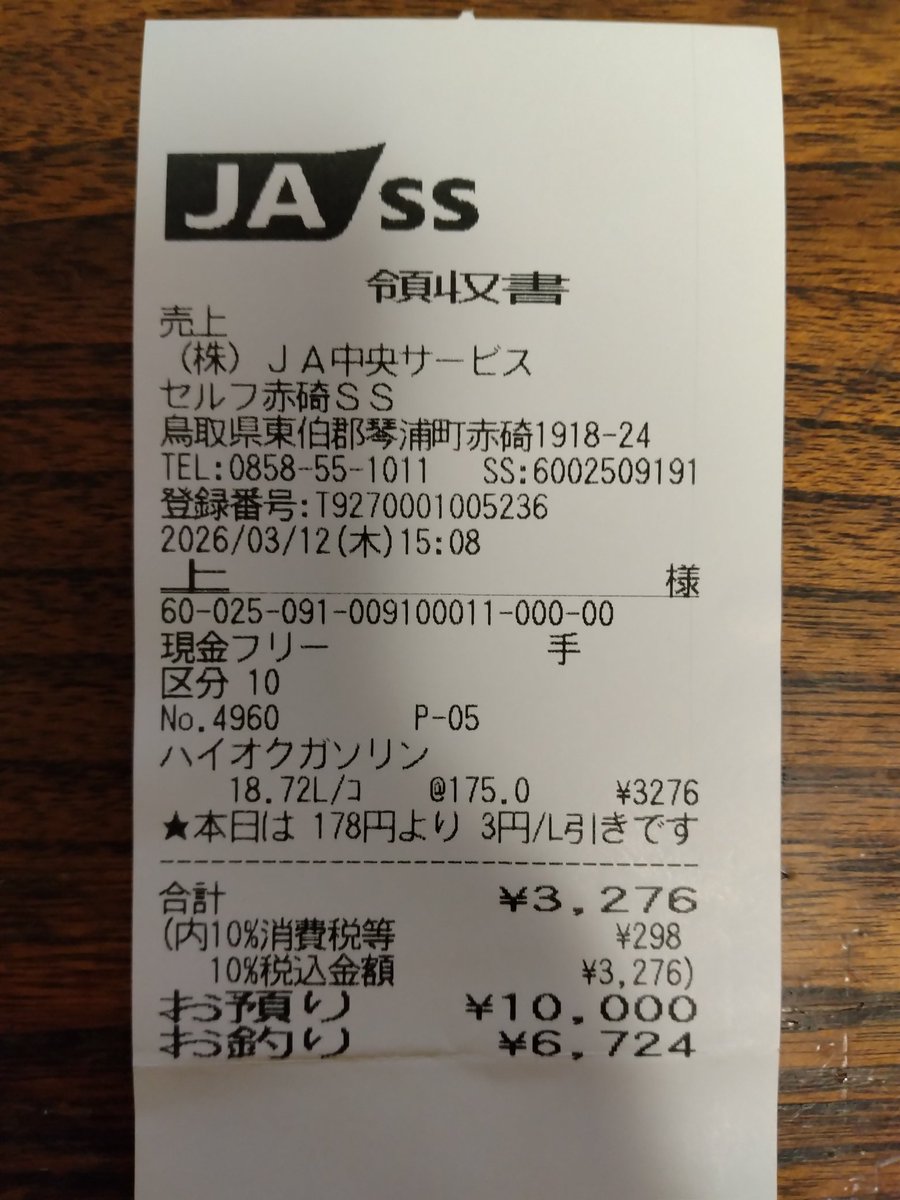 JA SS
領収書
売上
(株)JA中央サービス
セルフ赤碕SS
鳥取県東伯郡琴浦町赤碕1918-24
TEL:0858-55-1011 SS:6002509191
登録番号:T9270001005236
2026/03/12(木)15:08
上 様
60-025-091-009100011-000-00
現金フリー 手
区分 10
No.4960 P-05
ハイオクガソリン
18.72L/コ @175.0 ¥3276
★本日は 178円より 3円/L引きです
合計 ¥3,276
(内10%消費税等 ¥298
10%税込金額 ¥3,276)
お預り ¥10,000
お釣り ¥6,724